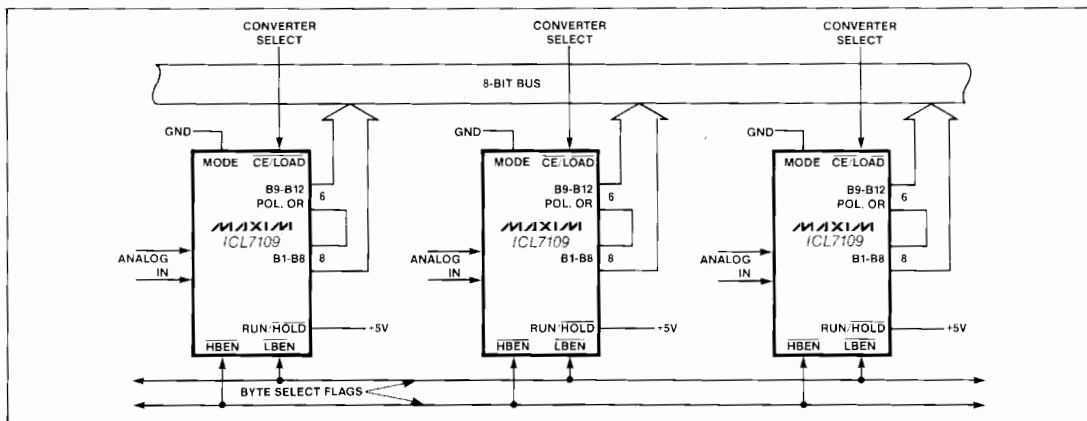 CONVERTER SELECT
CONVERTER SELECT
CONVERTER SELECT
8-BIT BUS
GND
MODE CE/LOAD
B9-B12
POL. OR
6
MAXIM
ICL7109
ANALOG IN
B1-B8 8
RUN/HOLD +5V
HBEN LBEN
GND
MODE CE/LOAD
B9-B12
POL. OR
6
MAXIM
ICL7109
ANALOG IN
B1-B8 8
RUN/HOLD +5V
HBEN LBEN
GND
MODE CE/LOAD
B9-B12
POL. OR
6
MAXIM
ICL7109
ANALOG IN
B1-B8 8
RUN/HOLD +5V
HBEN LBEN
BYTE SELECT FLAGS